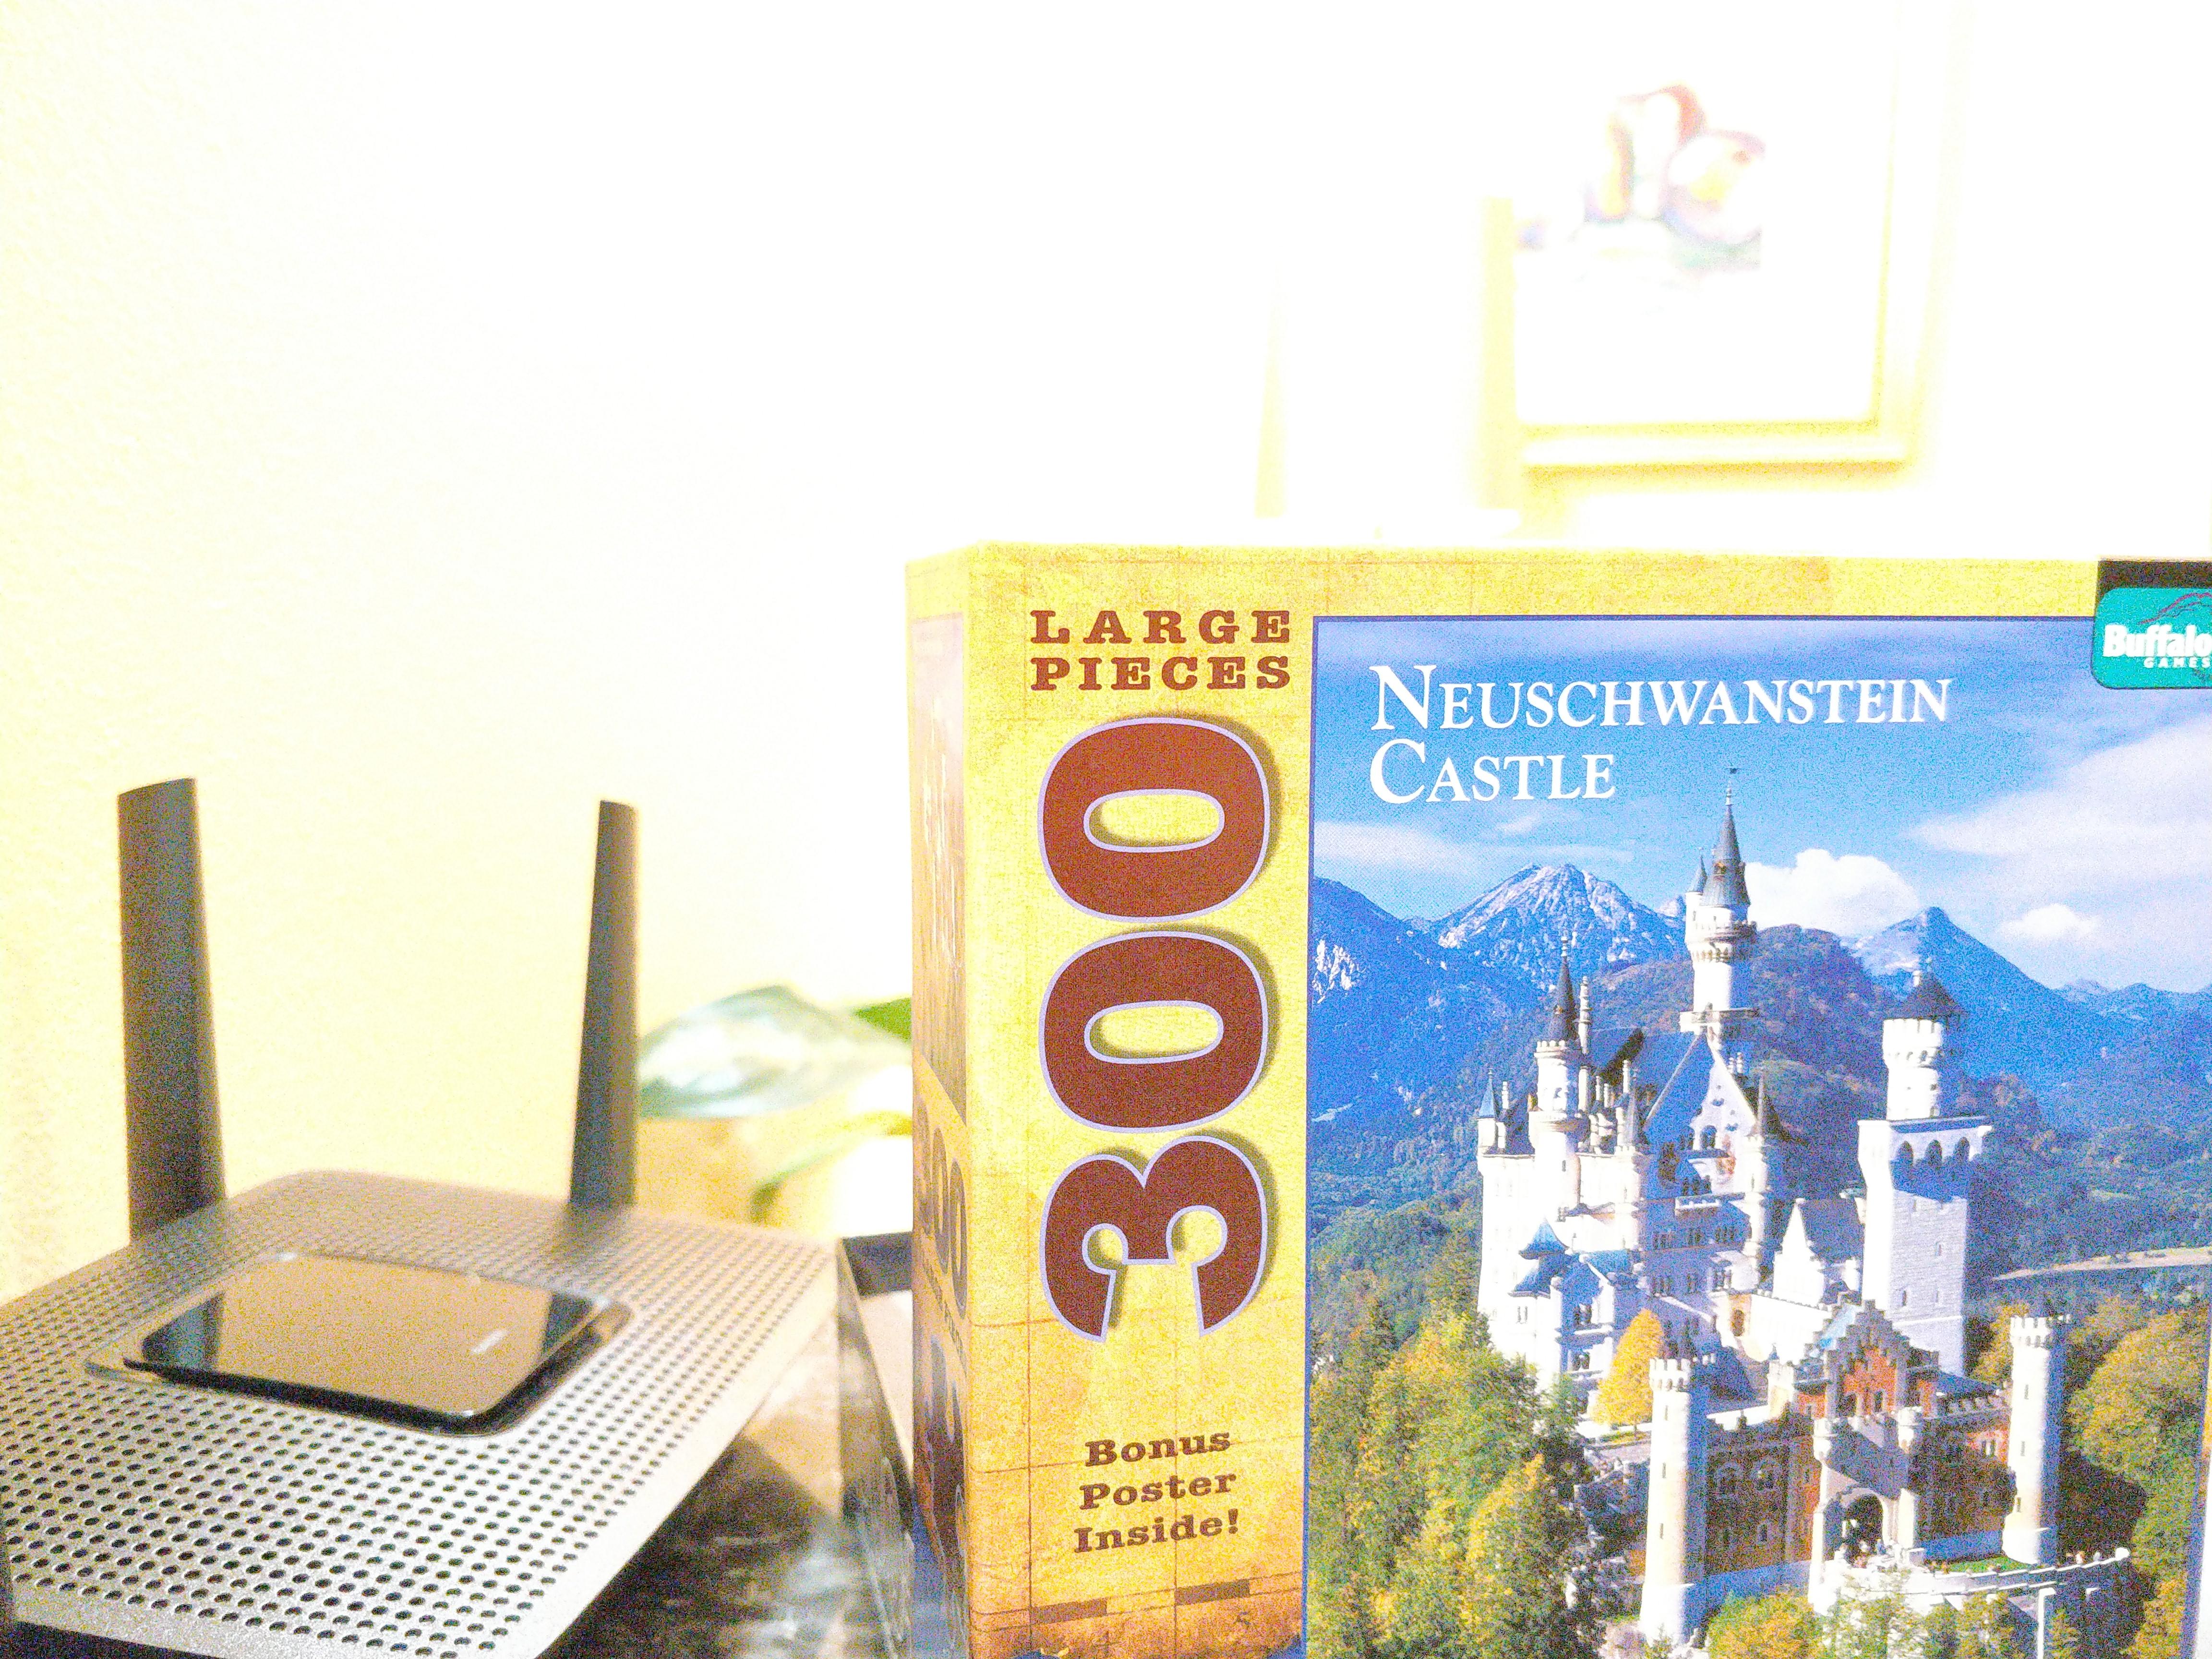 LARGE
PIECES
300
Bonus
Poster
Inside!
NEUSCHWANSTEIN
CASTLE
Buffalo
GAMES